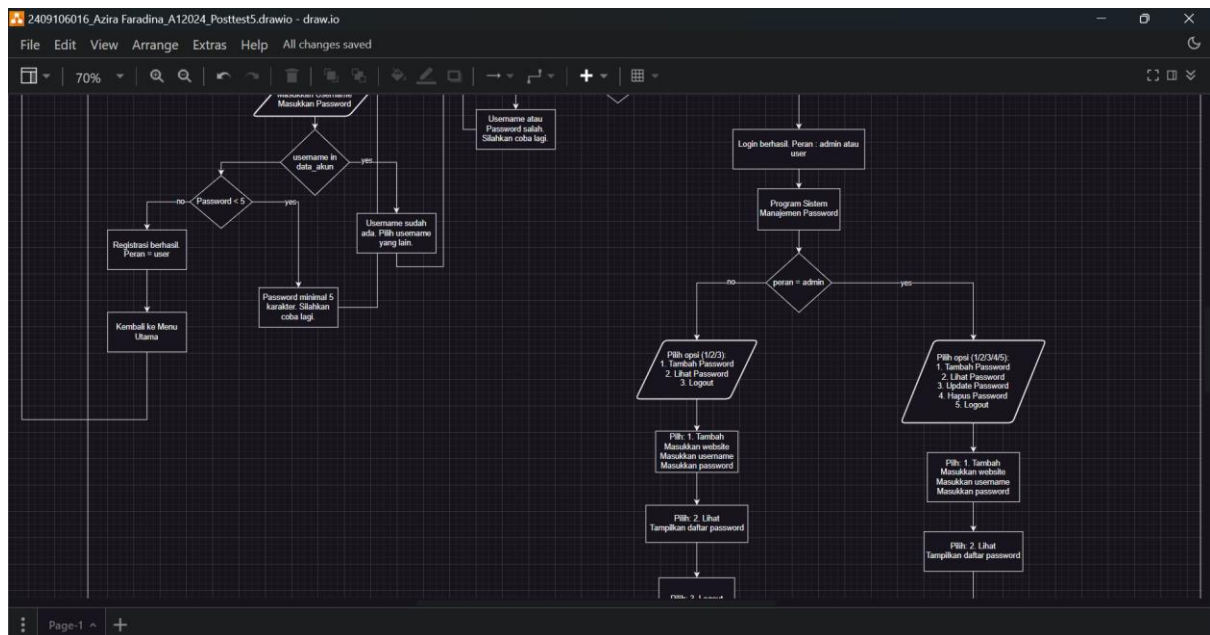 2409106016_Azira Faradina_A12024_Posttest5.drawio - draw.io
File Edit View Arrange Extras Help All changes saved
70%
Masukkan Username
Masukkan Password
username in
data_akun
yes
Password < 5
no
yes
Registrasi berhasil.
Peran = user
Kembali ke Menu
Utama
Password minimal 5
karakter. Silahkan
coba lagi.
Username sudah
ada. Pilih username
yang lain.
Username atau
Password salah.
Silahkan coba lagi.
Login berhasil. Peran : admin atau
user
Program Sistem
Manajemen Password
peran = admin
no
yes
Pilih opsi (1/2/3):
1. Tambah Password
2. Lihat Password
3. Logout
Pilih: 1. Tambah
Masukkan website
Masukkan username
Masukkan password
Pilih: 2. Lihat
Tampilkan daftar password
Pilih: 3. Logout
Pilih opsi (1/2/3/4/5):
1. Tambah Password
2. Lihat Password
3. Update Password
4. Hapus Password
5. Logout
Pilih: 1. Tambah
Masukkan website
Masukkan username
Masukkan password
Pilih: 2. Lihat
Tampilkan daftar password
Page-1